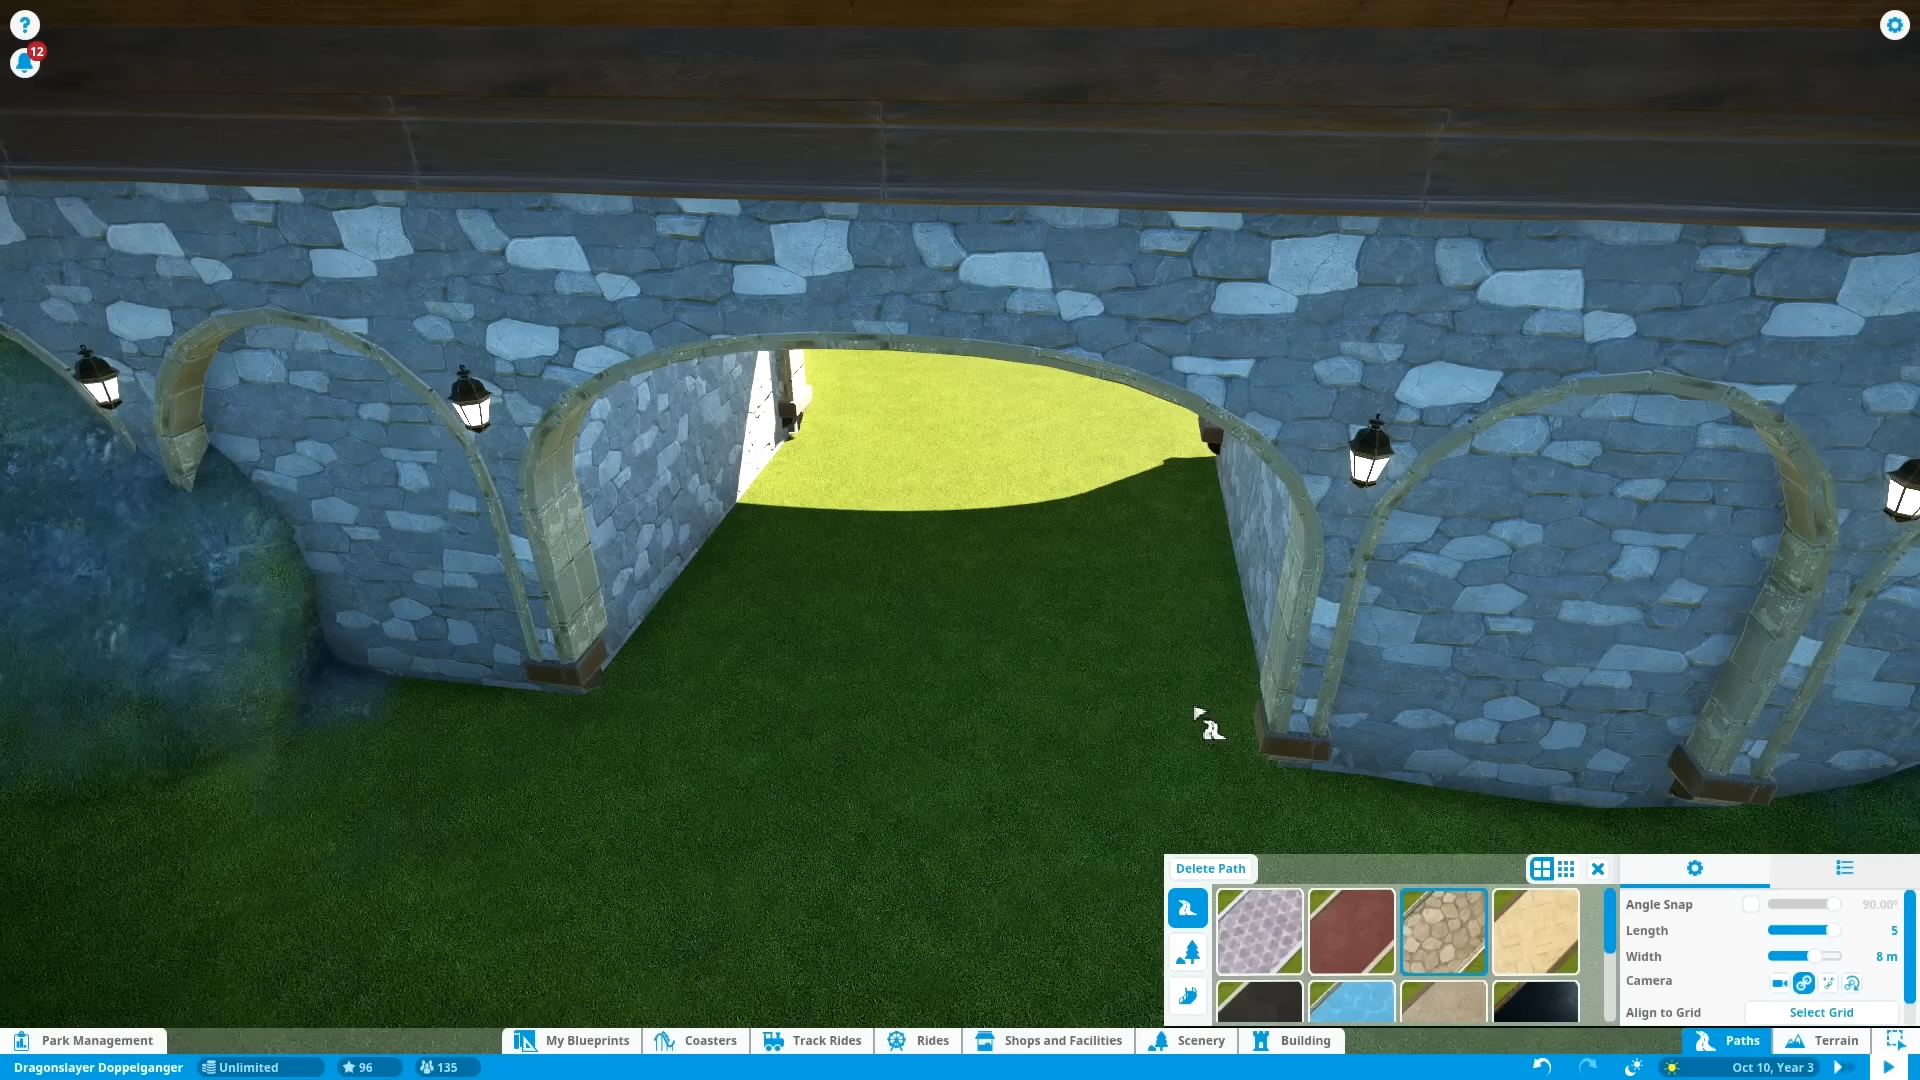 ?
12
Delete Path
Angle Snap 90.00°
Length 5
Width 8 m
Camera
Align to Grid Select Grid
Park Management My Blueprints Coasters Track Rides Rides Shops and Facilities Scenery Building Paths Terrain
Dragonslayer Doppelganger Unlimited 96 135 Oct 10, Year 3